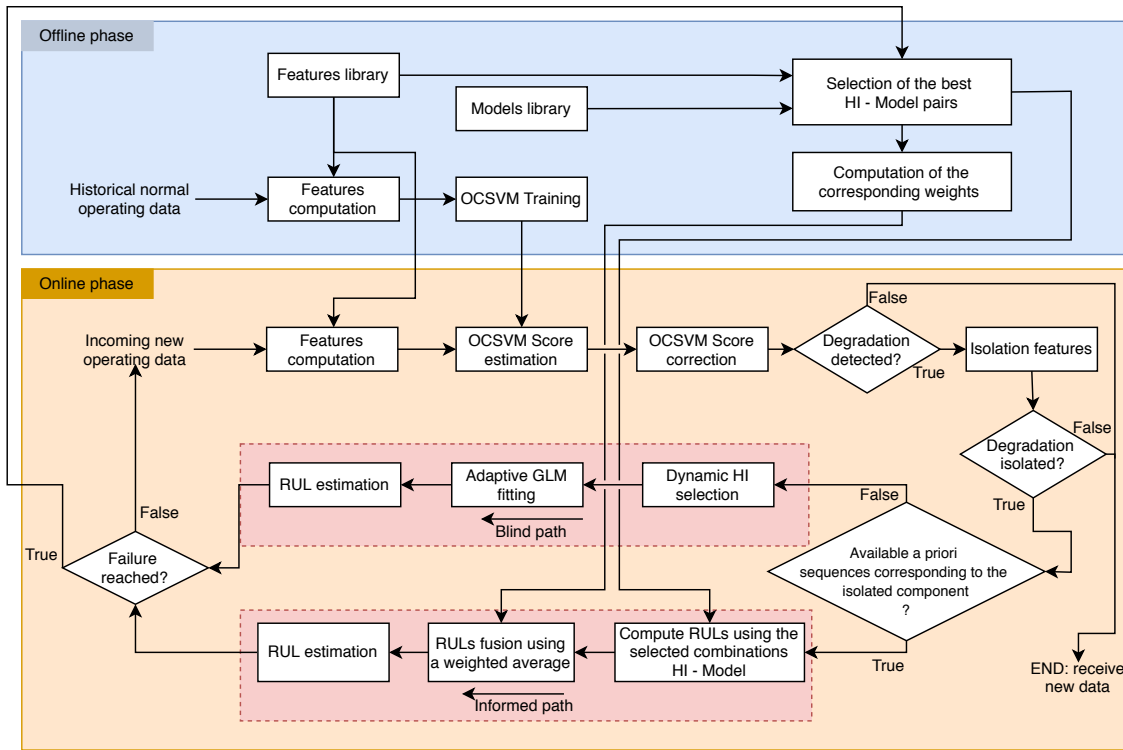 Offline phase
Features library
Models library
Selection of the best
HI - Model pairs
Computation of the
corresponding weights
Historical normal
operating data
Features
computation
OCSVM Training
Online phase
Incoming new
operating data
Features
computation
OCSVM Score
estimation
OCSVM Score
correction
Degradation
detected?
False
True
Isolation features
Degradation
isolated?
False
True
RUL estimation
Adaptive GLM
fitting
Dynamic HI
selection
Blind path
False
Available a priori
sequences corresponding to the
isolated component
?
True
False
True
Failure
reached?
RUL estimation
RULs fusion using
a weighted average
Compute RULs using the
selected combinations
HI - Model
Informed path
END: receive
new data